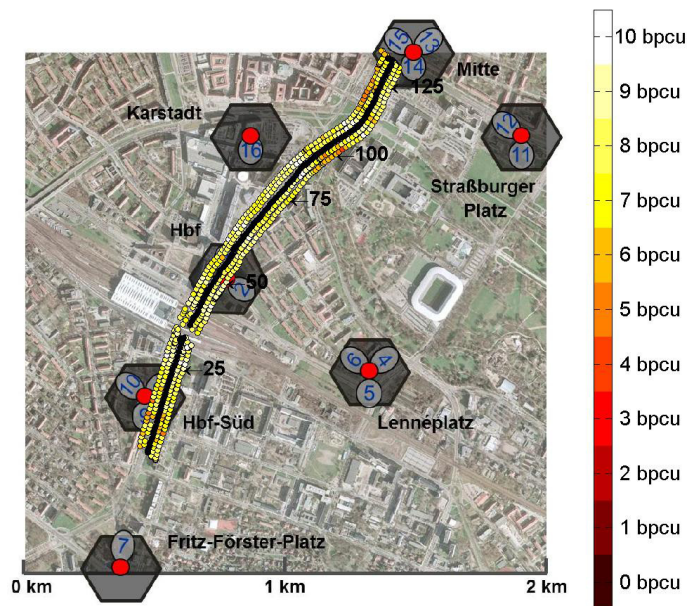 10 bpcu
9 bpcu
8 bpcu
7 bpcu
6 bpcu
5 bpcu
4 bpcu
3 bpcu
2 bpcu
1 bpcu
0 bpcu
15
13
14
Mitte
125
Karstadt
16
100
12
11
Straßburger
Platz
75
Hbf
50
2
25
6
4
5
Lennéplatz
10
9
Hbf-Süd
7
Fritz-Förster-Platz
0 km
1 km
2 km